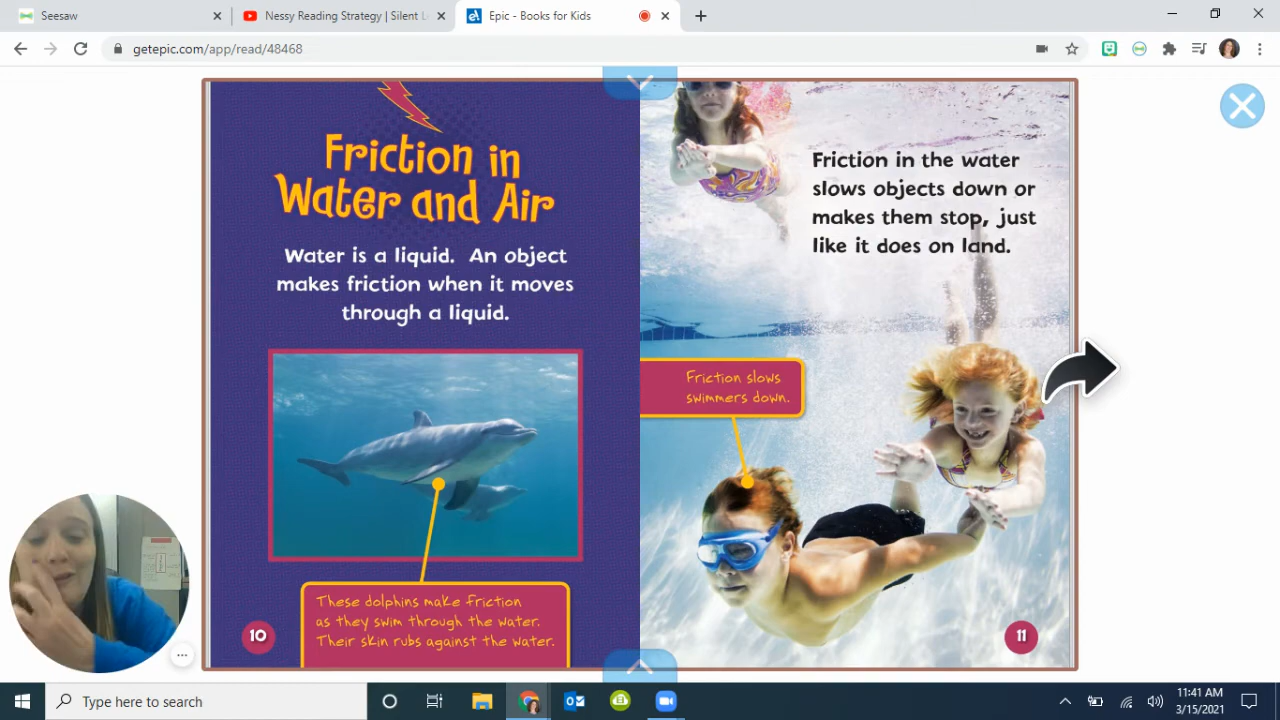 Seesaw
Nessy Reading Strategy | Silent L
Epic - Books for Kids
getepic.com/app/read/48468
Friction in
Water and Air
Water is a liquid. An object
makes friction when it moves
through a liquid.
These dolphins make friction
as they swim through the water.
Their skin rubs against the water.
10
Friction in the water
slows objects down or
makes them stop, just
like it does on land.
Friction slows
swimmers down.
11
Type here to search
11:41 AM
3/15/2021